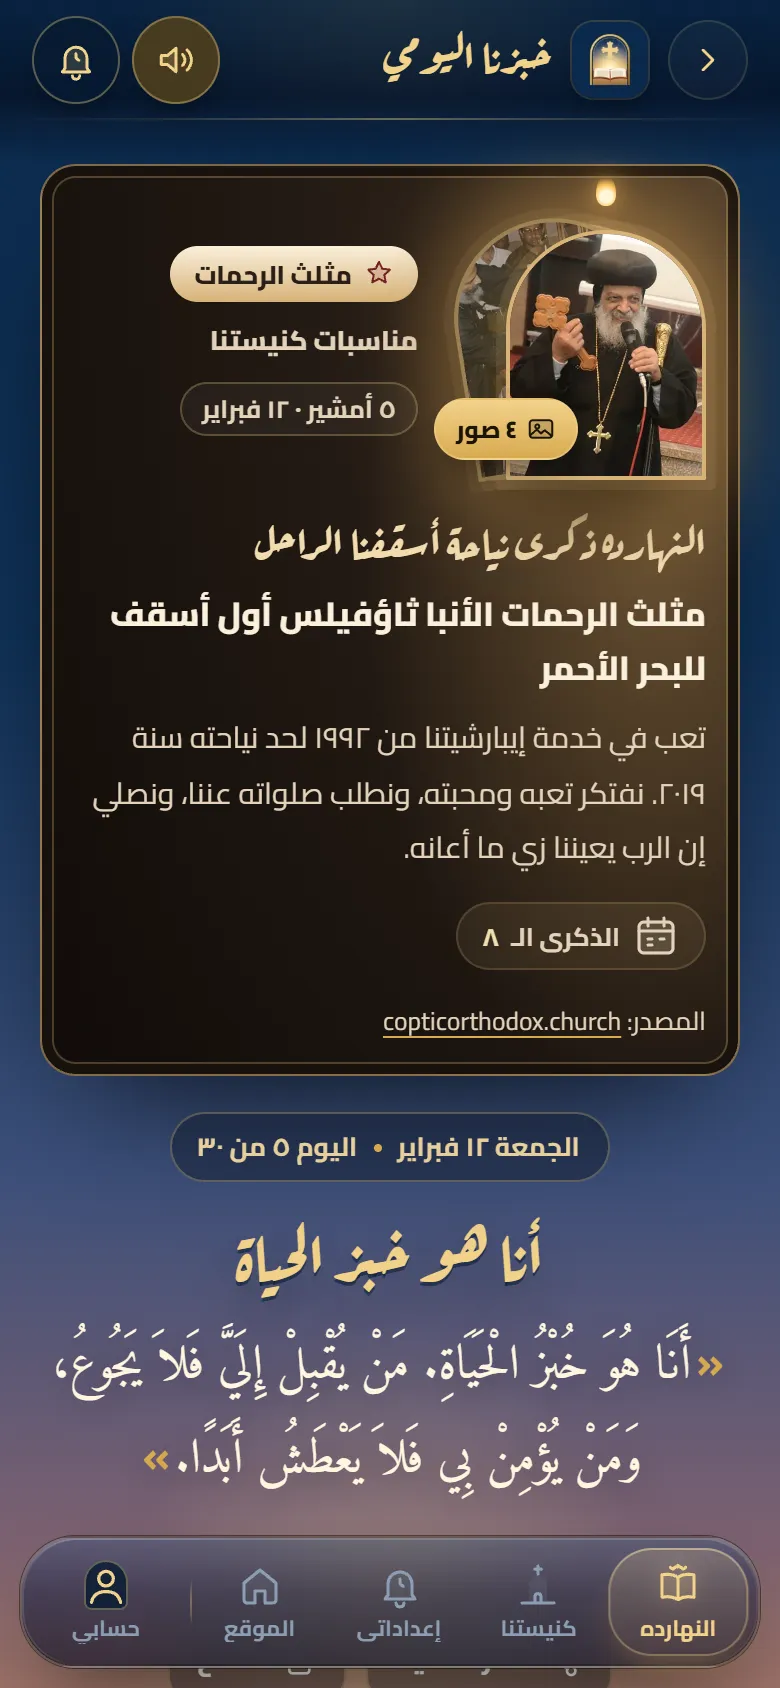 خبزنا اليومي
مثلث الرحمات
مناسبات كنيستنا
٥ أمشير · ١٢ فبراير
٤ صور
النهارده ذكرى نياحة أسقفنا الراحل
مثلث الرحمات الأنبا ثاؤفيلس أول أسقف
للبحر الأحمر
تعب في خدمة إيبارشيتنا من ١٩٩٢ لحد نياحته سنة
٢٠١٩. نفتكر تعبه ومحبته، ونطلب صلواته عننا، ونصلي
إن الرب يعيننا زي ما أعانه.
الذكرى الـ ٨
المصدر: copticorthodox.church
الجمعة ١٢ فبراير • اليوم ٥ من ٣٠
أنا هو خبز الحياة
«أَنَا هُوَ خُبْزُ الْحَيَاةِ. مَنْ يُقْبِلْ إِلَيَّ فَلاَ يَجُوعُ،
وَمَنْ يُؤْمِنْ بِي فَلاَ يَعْطَشُ أَبَدًا.»
النهارده
كنيستنا
إعداداتى
الموقع
حسابي